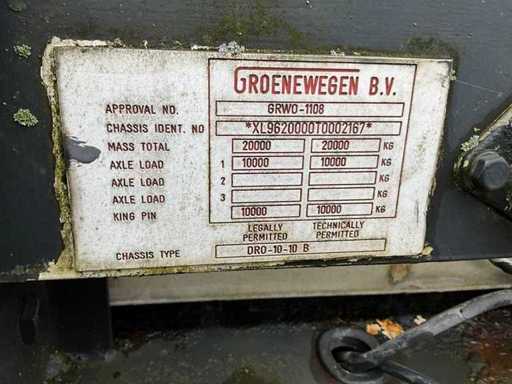 GROENEWEGEN B.V.
APPROVAL NO. GRWO-1108
CHASSIS IDENT. NO *XL9620000T0002167*
MASS TOTAL 20000 20000 KG
AXLE LOAD 1 10000 10000 KG
AXLE LOAD 2 KG
AXLE LOAD 3 KG
KING PIN 10000 10000 KG
LEGALLY PERMITTED TECHNICALLY PERMITTED
CHASSIS TYPE DRO-10-10 B